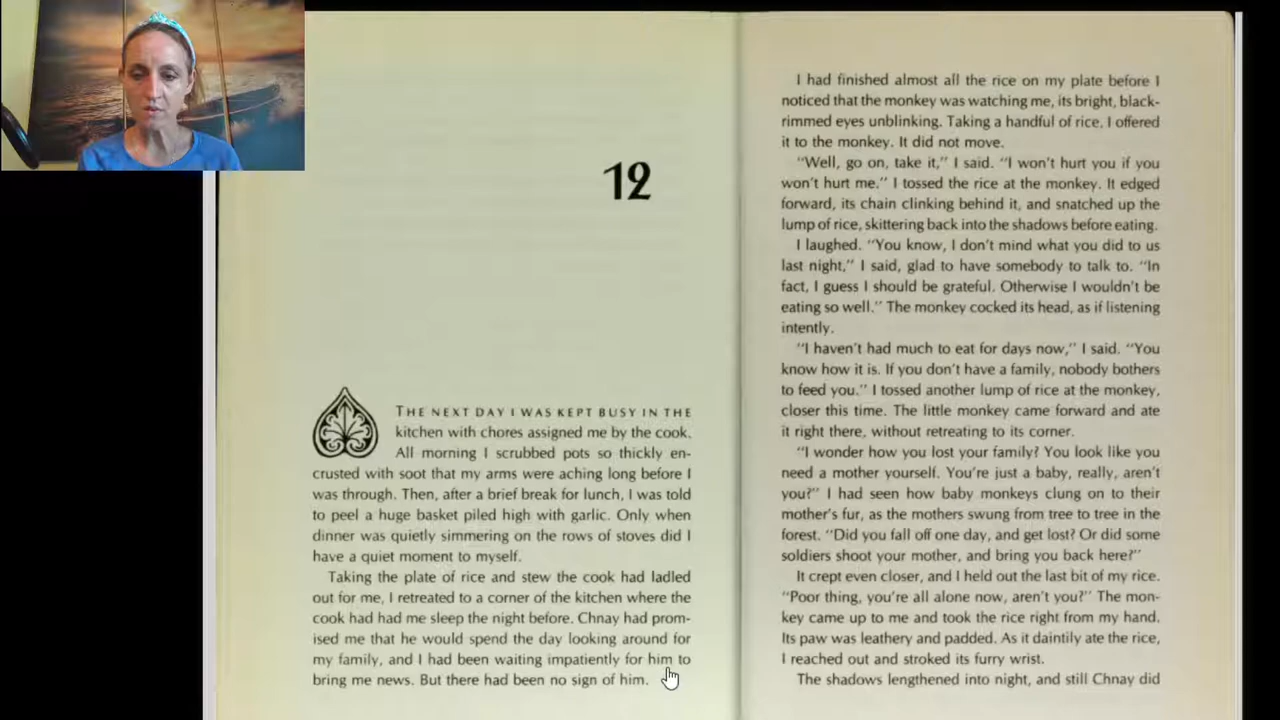 12
THE NEXT DAY I WAS KEPT BUSY IN THE
kitchen with chores assigned me by the cook.
All morning I scrubbed pots so thickly en-
crusted with soot that my arms were aching long before I
was through. Then, after a brief break for lunch, I was told
to peel a huge basket piled high with garlic. Only when
dinner was quietly simmering on the rows of stoves did I
have a quiet moment to myself.
Taking the plate of rice and stew the cook had ladled
out for me, I retreated to a corner of the kitchen where the
cook had had me sleep the night before. Chnay had prom-
ised me that he would spend the day looking around for
my family, and I had been waiting impatiently for him to
bring me news. But there had been no sign of him.
I had finished almost all the rice on my plate before I
noticed that the monkey was watching me, its bright, black-
rimmed eyes unblinking. Taking a handful of rice, I offered
it to the monkey. It did not move.
"Well, go on, take it," I said. "I won't hurt you if you
won't hurt me." I tossed the rice at the monkey. It edged
forward, its chain clinking behind it, and snatched up the
lump of rice, skittering back into the shadows before eating.
I laughed. "You know, I don't mind what you did to us
last night," I said, glad to have somebody to talk to. "In
fact, I guess I should be grateful. Otherwise I wouldn't be
eating so well." The monkey cocked its head, as if listening
intently.
"I haven't had much to eat for days now," I said. "You
know how it is. If you don't have a family, nobody bothers
to feed you." I tossed another lump of rice at the monkey,
closer this time. The little monkey came forward and ate
it right there, without retreating to its corner.
"I wonder how you lost your family? You look like you
need a mother yourself. You're just a baby, really, aren't
you?" I had seen how baby monkeys clung on to their
mother's fur, as the mothers swung from tree to tree in the
forest. "Did you fall off one day, and get lost? Or did some
soldiers shoot your mother, and bring you back here?"
It crept even closer, and I held out the last bit of my rice.
"Poor thing, you're all alone now, aren't you?" The mon-
key came up to me and took the rice right from my hand.
Its paw was leathery and padded. As it daintily ate the rice,
I reached out and stroked its furry wrist.
The shadows lengthened into night, and still Chnay did